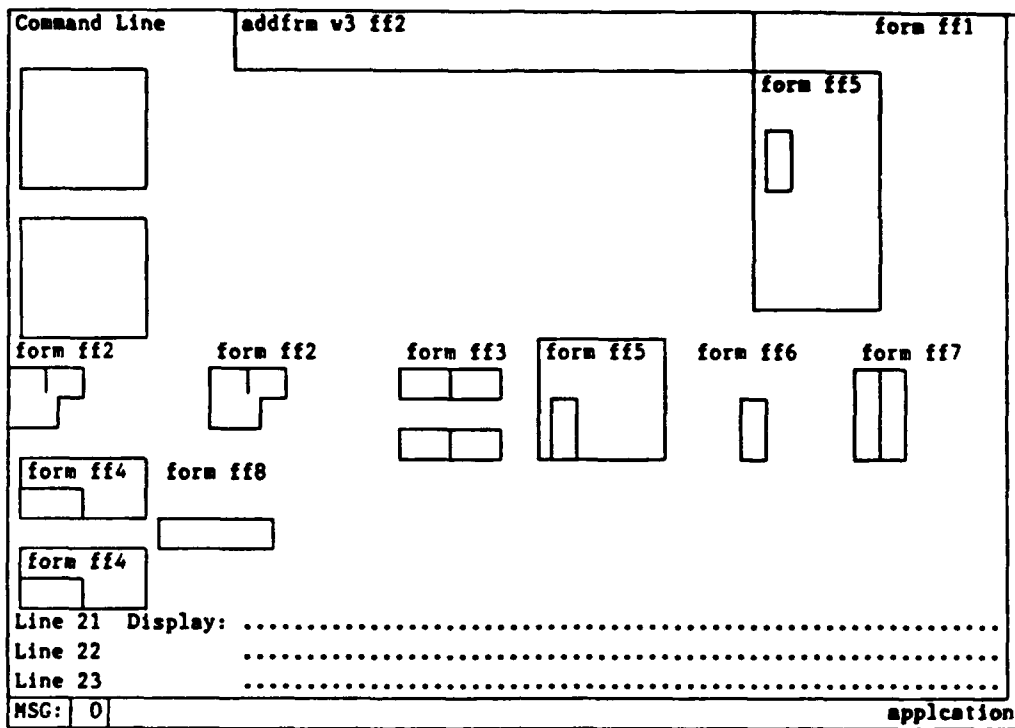 Command Line addfrm v3 ff2 form ff1
form ff5
form ff2 form ff2 form ff3 form ff5 form ff6 form ff7
form ff4 form ff8
form ff4
Line 21 Display: ............................................................
Line 22 ............................................................
Line 23 ............................................................
MSG: 0 applcation